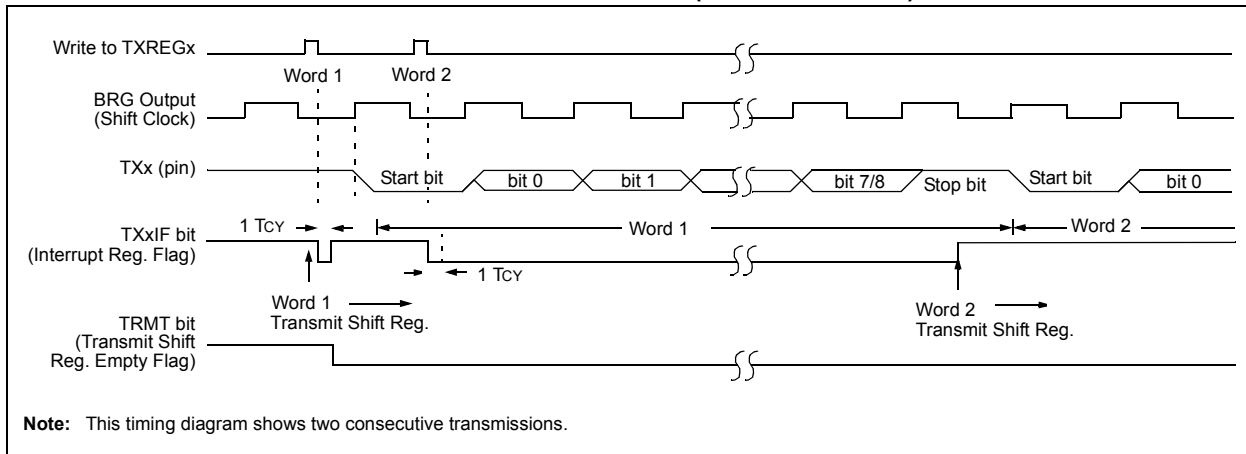 Write to TXREGx
Word 1
Word 2
BRG Output
(Shift Clock)
TXx (pin)
Start bit
bit 0
bit 1
bit 7/8
Stop bit
Start bit
bit 0
1 TCY
Word 1
Word 2
TXxIF bit
(Interrupt Reg. Flag)
1 TCY
Word 1
Transmit Shift Reg.
Word 2
Transmit Shift Reg.
TRMT bit
(Transmit Shift
Reg. Empty Flag)
Note: This timing diagram shows two consecutive transmissions.